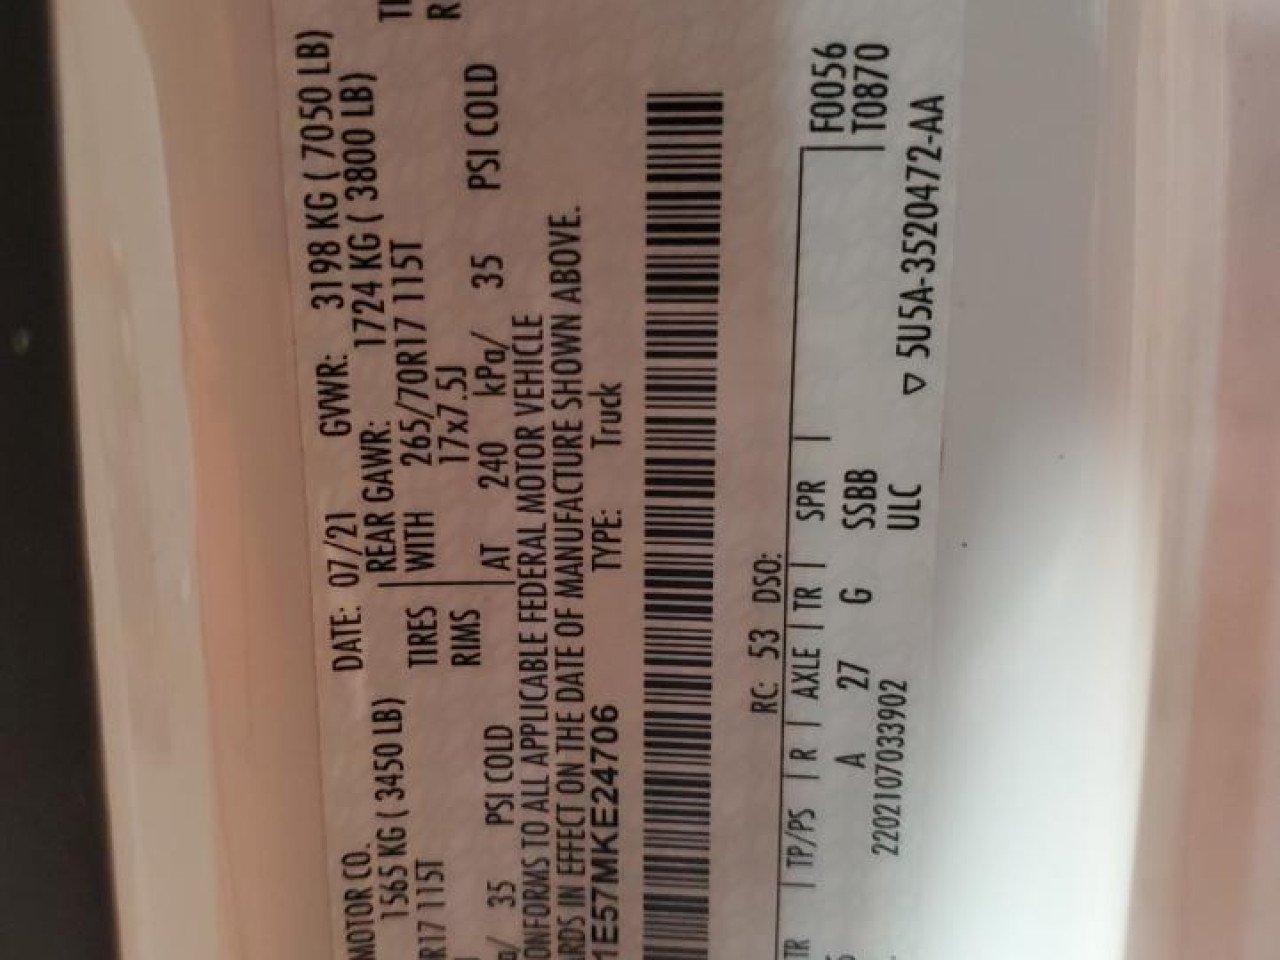 MOTOR CO. DATE: 07/21 GVWR: 3198 KG ( 7050 LB)
1565 KG ( 3450 LB) REAR GAWR: 1724 KG ( 3800 LB)
R17 115T TIRES WITH 265/70R17 115T
RIMS 17x7.5J
/ 35 PSI COLD AT 240 kPa/ 35 PSI COLD
ONFORMS TO ALL APPLICABLE FEDERAL MOTOR VEHICLE
RDS IN EFFECT ON THE DATE OF MANUFACTURE SHOWN ABOVE.
1E57MKE24706 TYPE: Truck
RC: 53 DSO:
TR | TP/PS | R | AXLE | TR | SPR | F0056
A 27 G SSBB T0870
2202107033902 ULC ▽ 5U5A-3520472-AA